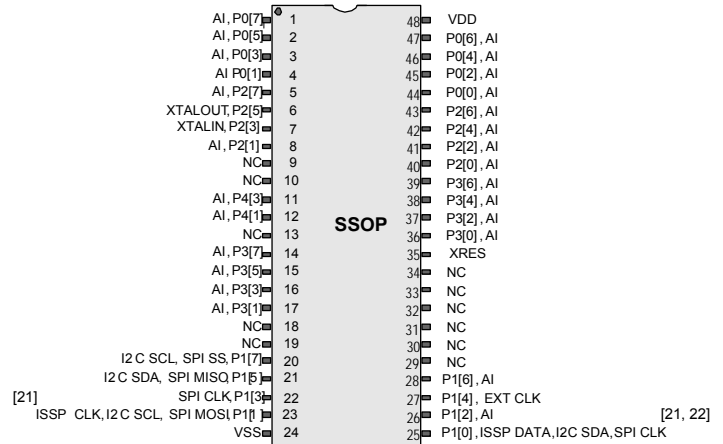 AI, P0[7] 1 48 VDD
AI, P0[5] 2 47 P0[6], AI
AI, P0[3] 3 46 P0[4], AI
AI P0[1] 4 45 P0[2], AI
AI, P2[7] 5 44 P0[0], AI
XTALOUT, P2[5] 6 43 P2[6], AI
XTALIN, P2[3] 7 42 P2[4], AI
AI, P2[1] 8 41 P2[2], AI
NC 9 40 P2[0], AI
NC 10 39 P3[6], AI
AI, P4[3] 11 38 P3[4], AI
AI, P4[1] 12 37 P3[2], AI
SSOP
NC 13 36 P3[0], AI
AI, P3[7] 14 35 XRES
AI, P3[5] 15 34 NC
AI, P3[3] 16 33 NC
AI, P3[1] 17 32 NC
NC 18 31 NC
NC 19 30 NC
I2C SCL, SPI SS, P1[7] 20 29 NC
I2C SDA, SPI MISO, P1[5] 21 28 P1[6], AI
[21] SPI CLK, P1[3] 22 27 P1[4], EXT CLK
ISSP CLK, I2C SCL, SPI MOSI, P1[1] 23 26 P1[2], AI [21, 22]
VSS 24 25 P1[0], ISSP DATA, I2C SDA, SPI CLK